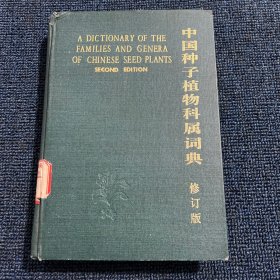 A DICTIONARY OF THE
FAMILIES AND GENERA
OF CHINESE SEED PLANTS
SECOND EDITION
中国种子植物科属词典
修订版